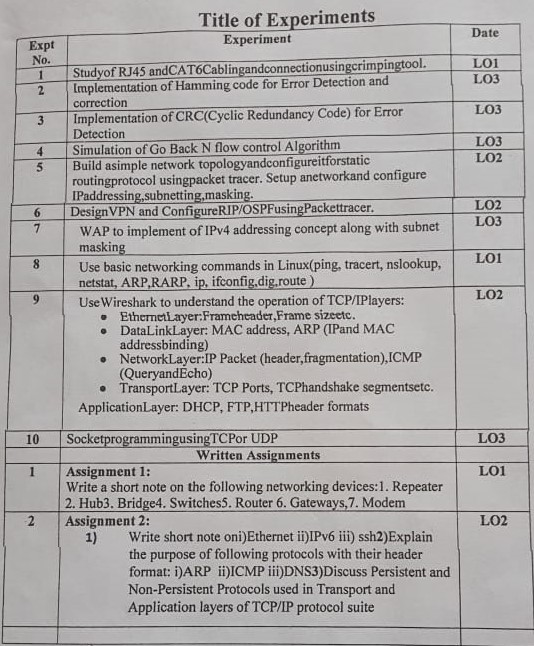 Title of Experiments
Expt No. Experiment Date
1 Studyof RJ45 andCAT6Cablingandconnectionusingcrimpingtool. LO1
2 Implementation of Hamming code for Error Detection and LO3
correction
3 Implementation of CRC(Cyclic Redundancy Code) for Error LO3
Detection
4 Simulation of Go Back N flow control Algorithm LO3
5 Build asimple network topologyandconfigureitforstatic LO2
routingprotocol usingpacket tracer. Setup anetworkand configure
IPaddressing,subnetting,masking.
6 DesignVPN and ConfigureRIP/OSPFusingPackettracer. LO2
7 WAP to implement of IPv4 addressing concept along with subnet LO3
masking
8 Use basic networking commands in Linux(ping, tracert, nslookup, LO1
netstat, ARP,RARP, ip, ifconfig,dig,route )
9 UseWireshark to understand the operation of TCP/IPlayers: LO2
• EthernetLayer:Frameheader,Frame sizeetc.
• DataLinkLayer: MAC address, ARP (IPand MAC
addressbinding)
• NetworkLayer:IP Packet (header,fragmentation),ICMP
(QueryandEcho)
• TransportLayer: TCP Ports, TCPhandshake segmentsetc.
ApplicationLayer: DHCP, FTP,HTTPheader formats
10 SocketprogrammingusingTCPor UDP LO3
Written Assignments
1 Assignment 1: LO1
Write a short note on the following networking devices:1. Repeater
2. Hub3. Bridge4. Switches5. Router 6. Gateways,7. Modem
2 Assignment 2: LO2
1) Write short note oni)Ethernet ii)IPv6 iii) ssh2)Explain
the purpose of following protocols with their header
format: i)ARP ii)ICMP iii)DNS3)Discuss Persistent and
Non-Persistent Protocols used in Transport and
Application layers of TCP/IP protocol suite